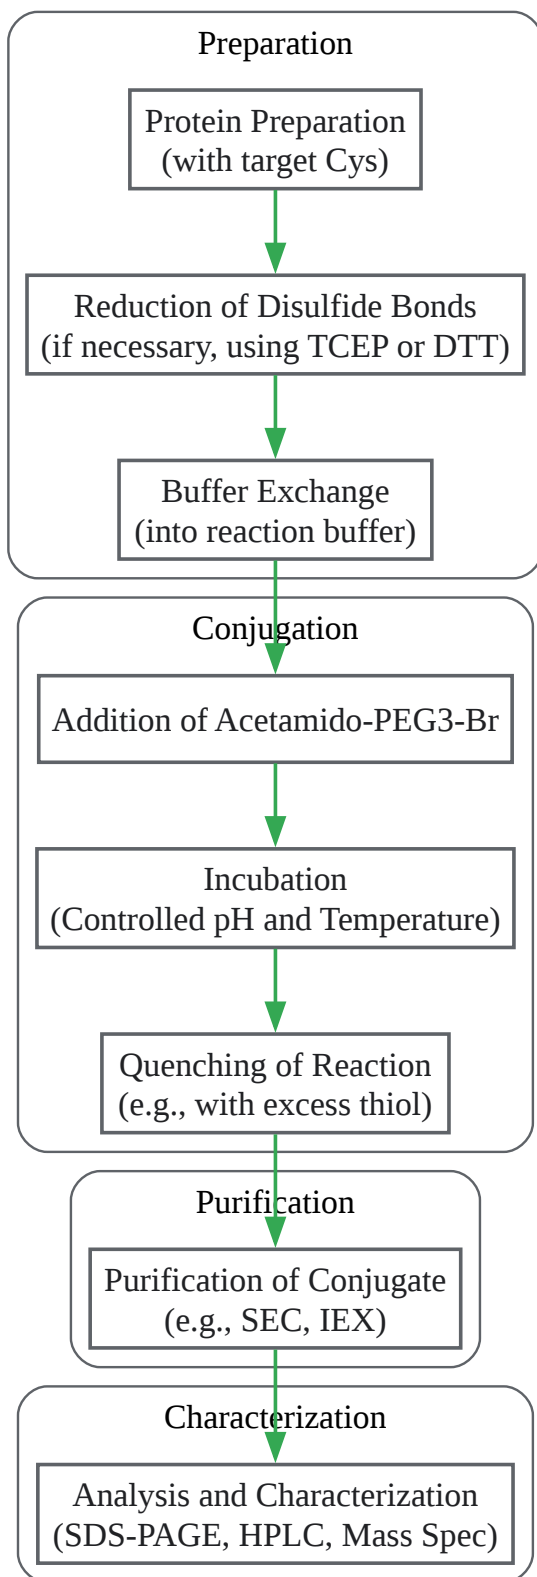 Preparation
Protein Preparation
(with target Cys)
Reduction of Disulfide Bonds
(if necessary, using TCEP or DTT)
Buffer Exchange
(into reaction buffer)
Conjugation
Addition of Acetamido-PEG3-Br
Incubation
(Controlled pH and Temperature)
Quenching of Reaction
(e.g., with excess thiol)
Purification
Purification of Conjugate
(e.g., SEC, IEX)
Characterization
Analysis and Characterization
(SDS-PAGE, HPLC, Mass Spec)